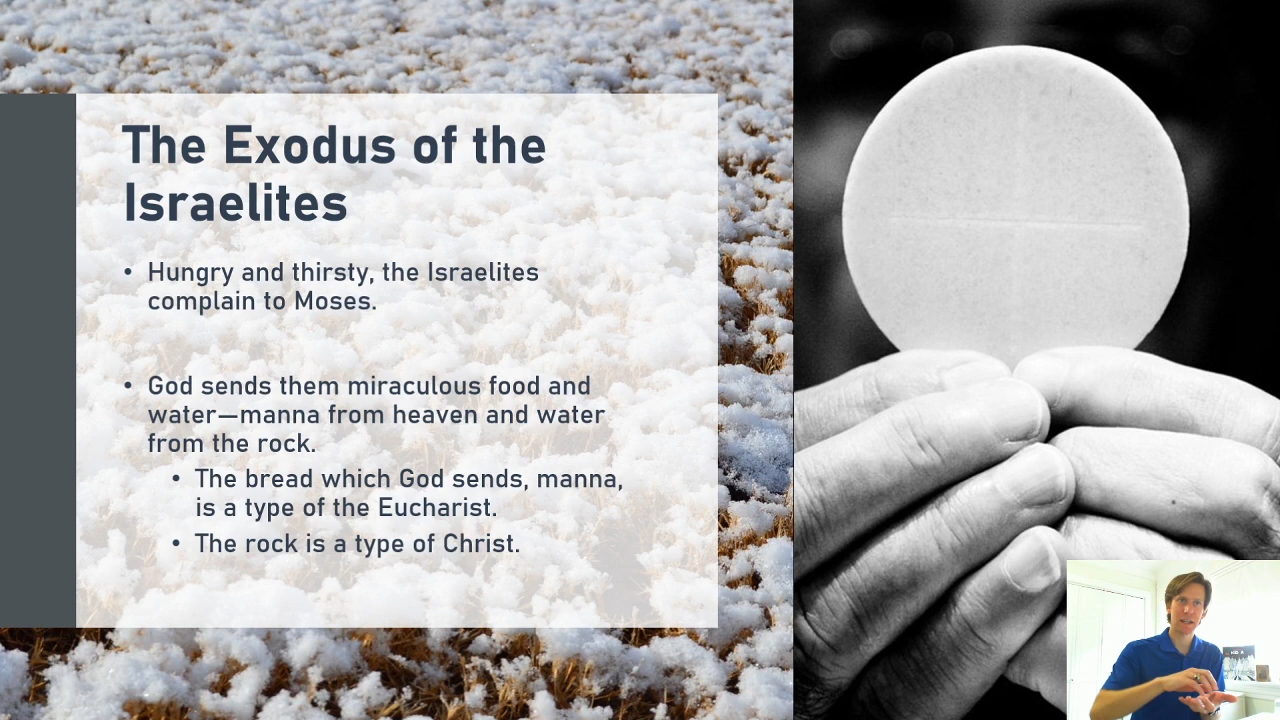 The Exodus of the
Israelites
• Hungry and thirsty, the Israelites
complain to Moses.
• God sends them miraculous food and
water—manna from heaven and water
from the rock.
• The bread which God sends, manna,
is a type of the Eucharist.
• The rock is a type of Christ.